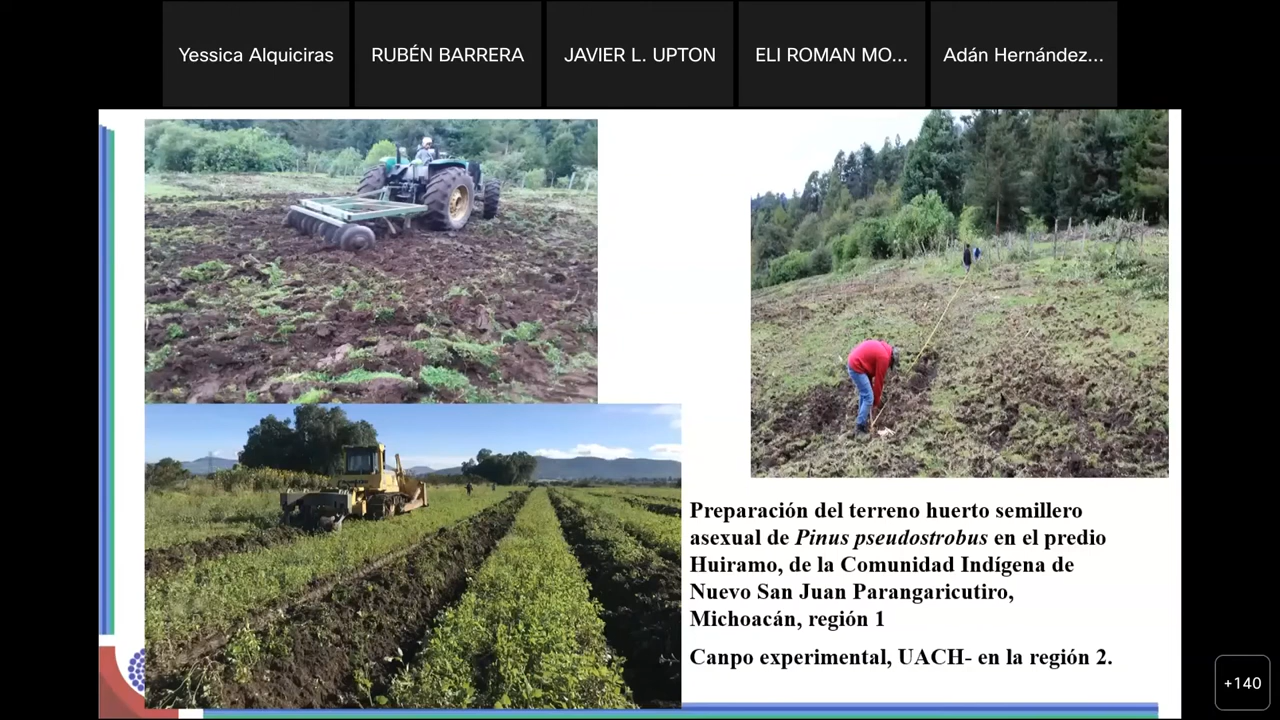 Yessica Alquiciras
RUBÉN BARRERA
JAVIER L. UPTON
ELI ROMAN MO...
Adán Hernández...
Preparación del terreno huerto semillero
asexual de Pinus pseudostrobus en el predio
Huiramo, de la Comunidad Indígena de
Nuevo San Juan Parangaricutiro,
Michoacán, región 1
Canpo experimental, UACH- en la región 2.
+140